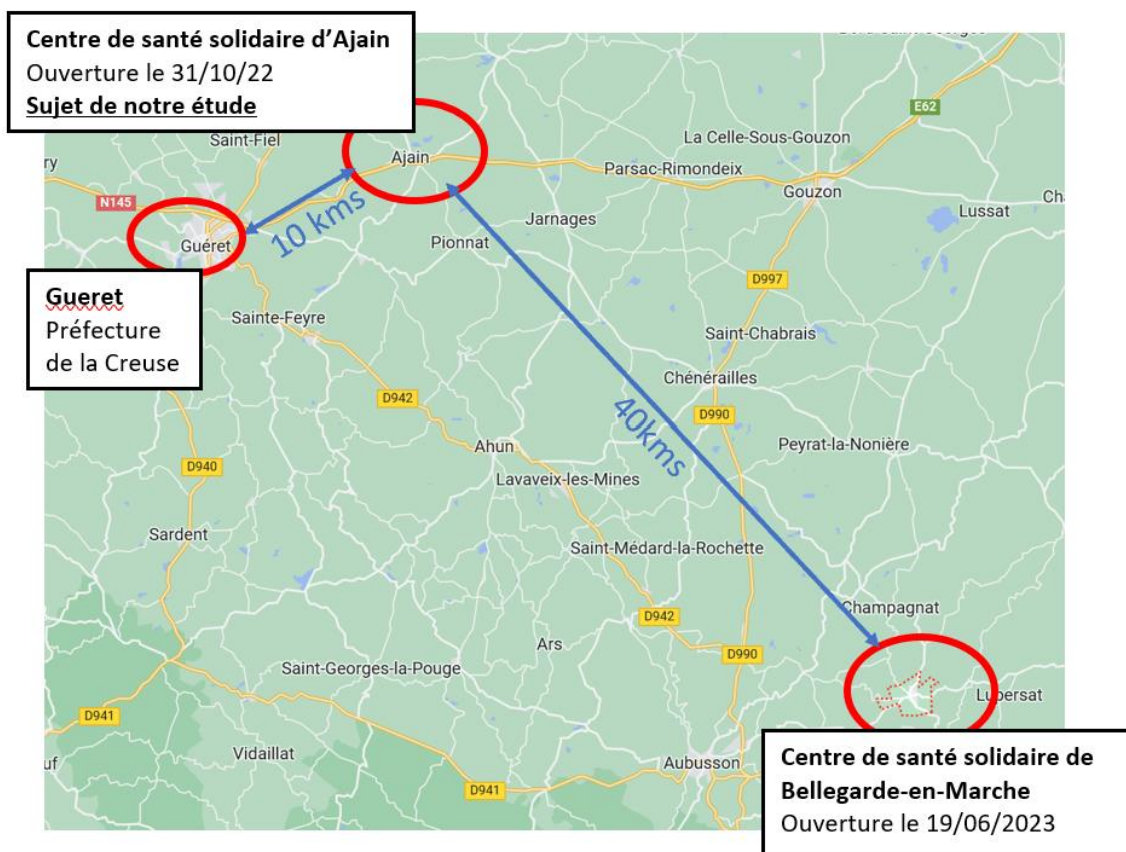 Centre de santé solidaire d'Ajain
Ouverture le 31/10/22
Sujet de notre étude
E62
Saint-Fiel
La Celle-Sous-Gouzon
ry
Ajain
Parsac-Rimondeix
Gouzon
N145
Lussat
Ch
10 kms
Jarnages
Guéret
Pionnat
D997
Gueret
Préfecture
de la Creuse
Sainte-Feyre
Saint-Chabrais
Chénérailles
D942
40kms
D990
Ahun
Peyrat-la-Nonière
D940
Lavaveix-les-Mines
Sardent
Saint-Médard-la-Rochette
Champagnat
D942
Ars
D990
Saint-Georges-la-Pouge
Lupersat
D941
Vidaillat
uf
Aubusson
D941
Centre de santé solidaire de
Bellegarde-en-Marche
Ouverture le 19/06/2023